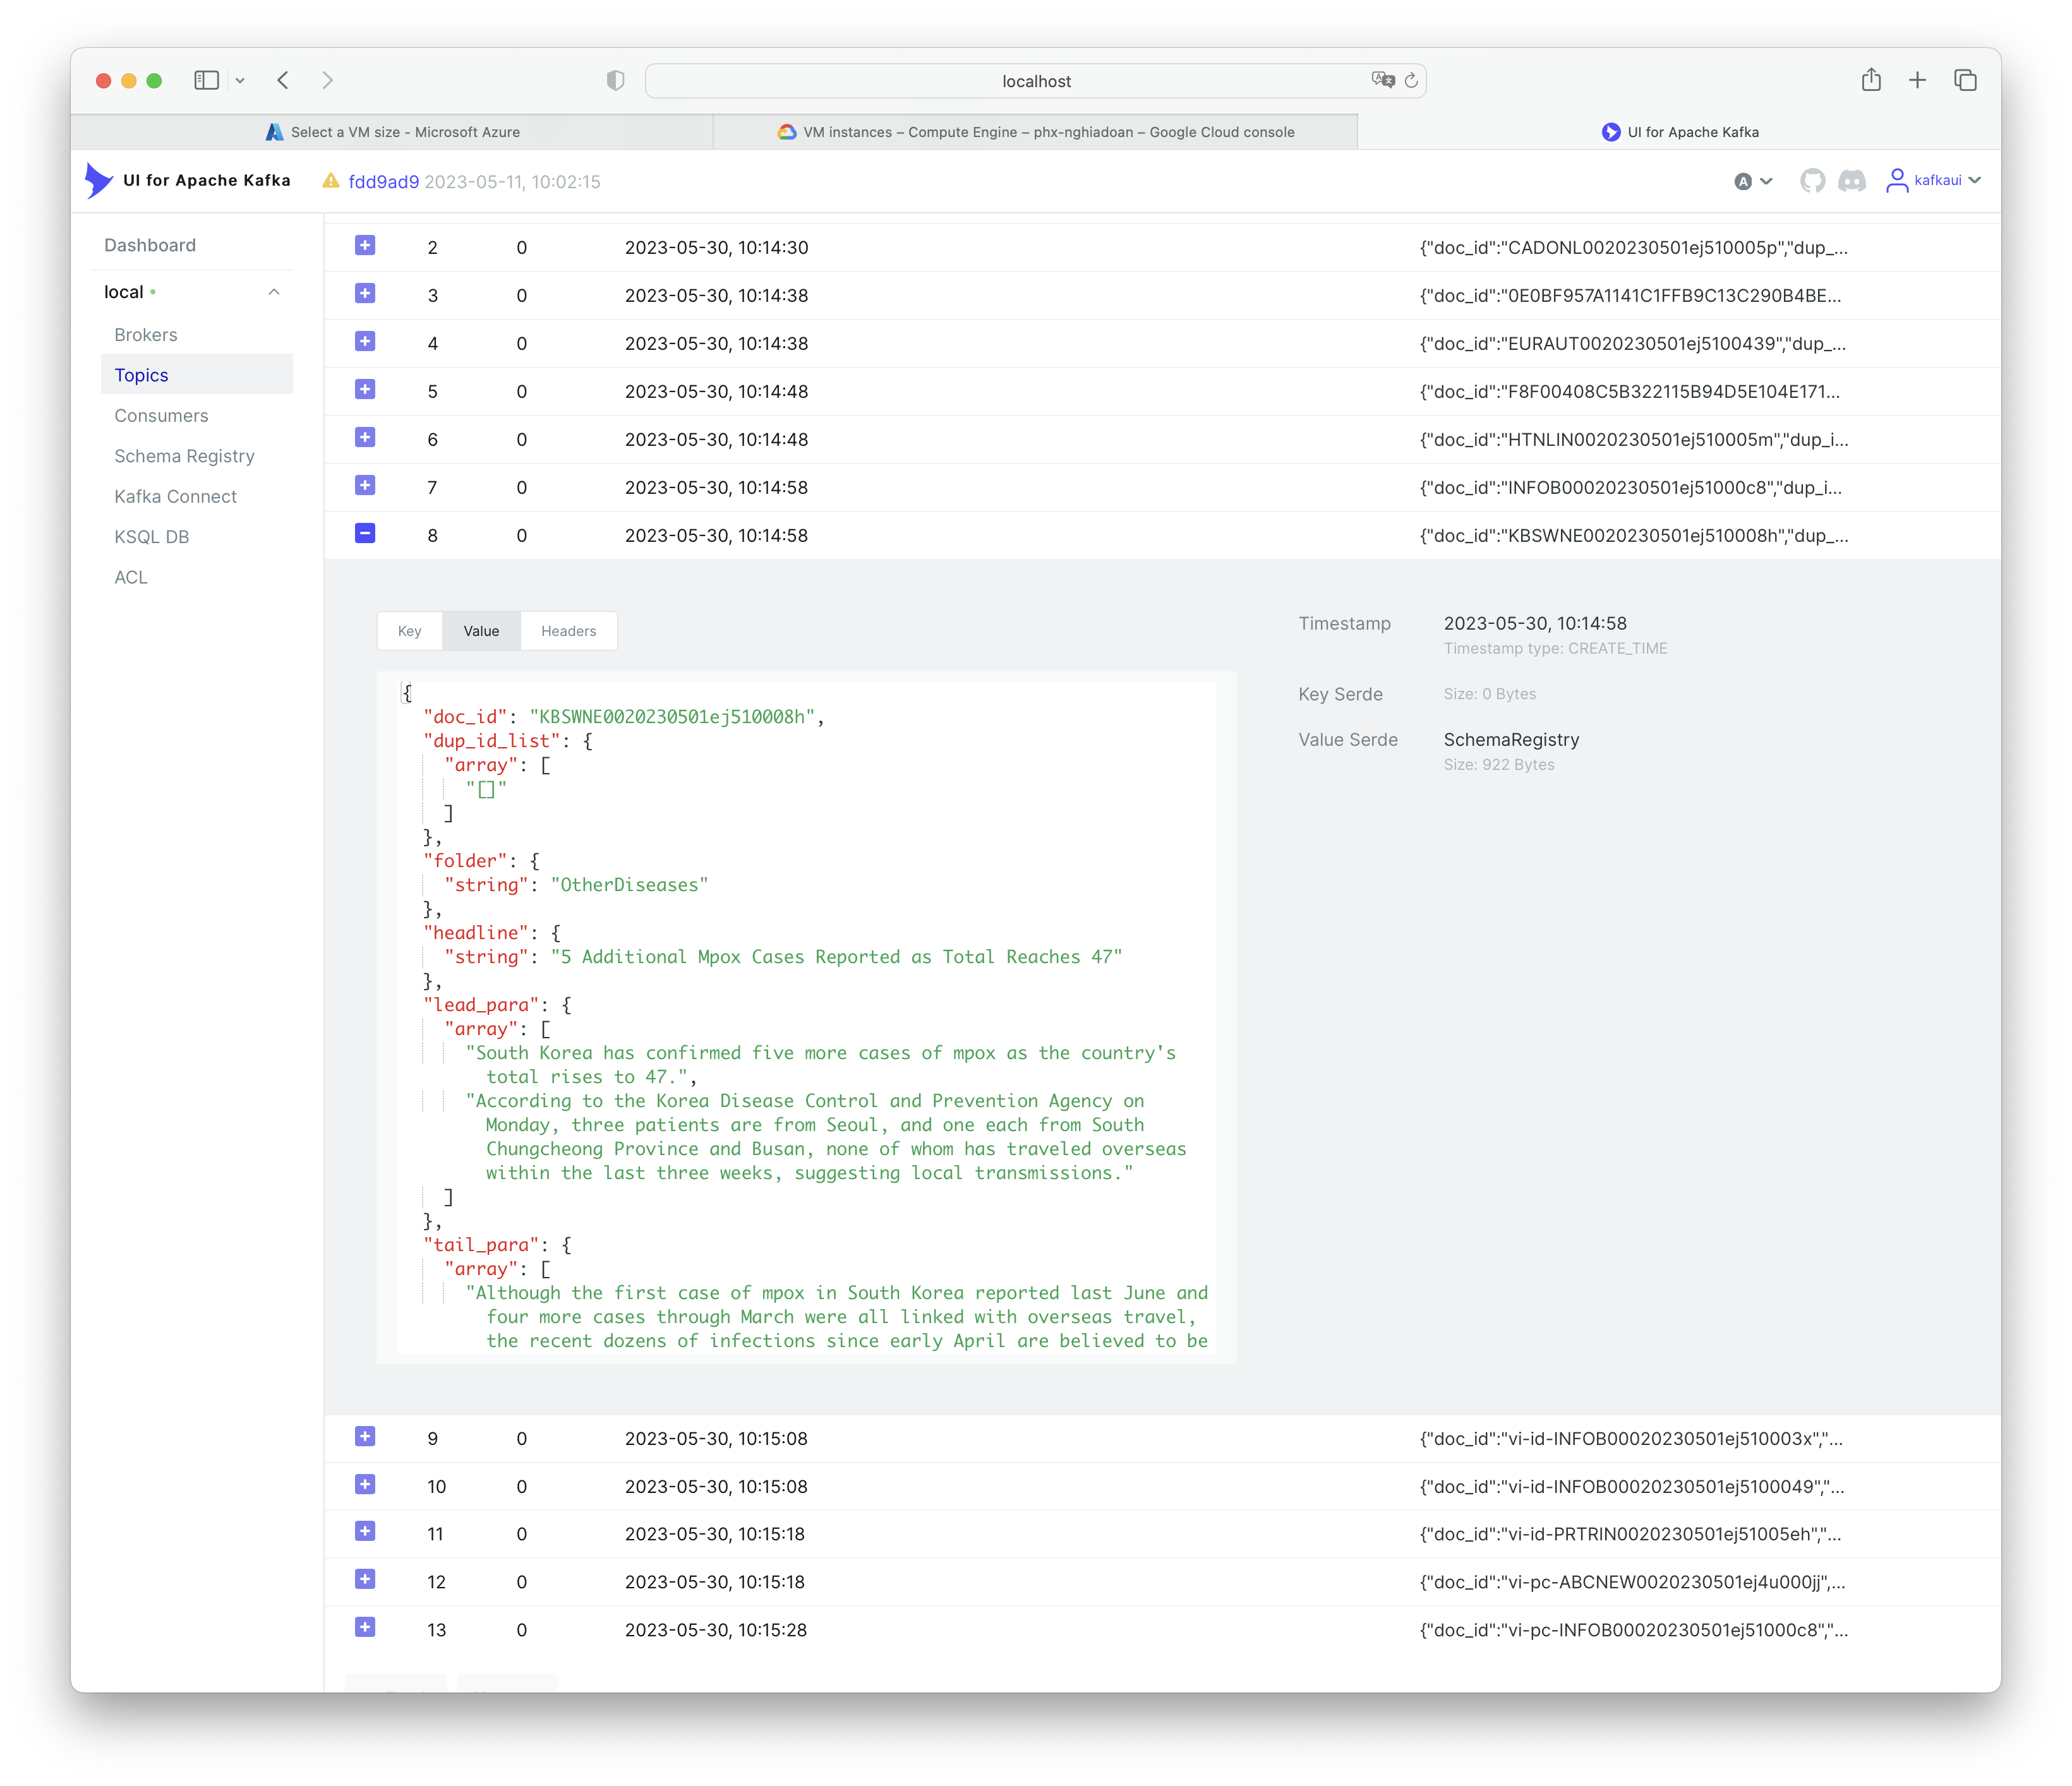 localhost
Select a VM size - Microsoft Azure
VM instances – Compute Engine – phx-nghiadoan – Google Cloud console
UI for Apache Kafka
UI for Apache Kafka
fdd9ad9 2023-05-11, 10:02:15
A
kafkaui
Dashboard
local
Brokers
Topics
Consumers
Schema Registry
Kafka Connect
KSQL DB
ACL
2 0 2023-05-30, 10:14:30 {"doc_id":"CADONL0020230501ej510005p","dup_...
3 0 2023-05-30, 10:14:38 {"doc_id":"0E0BF957A1141C1FFB9C13C290B4BE...
4 0 2023-05-30, 10:14:38 {"doc_id":"EURAUT0020230501ej5100439","dup_...
5 0 2023-05-30, 10:14:48 {"doc_id":"F8F00408C5B322115B94D5E104E171...
6 0 2023-05-30, 10:14:48 {"doc_id":"HTNLIN0020230501ej510005m","dup_i...
7 0 2023-05-30, 10:14:58 {"doc_id":"INFOB00020230501ej51000c8","dup_i...
8 0 2023-05-30, 10:14:58 {"doc_id":"KBSWNE0020230501ej510008h","dup_...
Key Value Headers
{
"doc_id": "KBSWNE0020230501ej510008h",
"dup_id_list": {
"array": [
"[]"
]
},
"folder": {
"string": "OtherDiseases"
},
"headline": {
"string": "5 Additional Mpox Cases Reported as Total Reaches 47"
},
"lead_para": {
"array": [
"South Korea has confirmed five more cases of mpox as the country's
total rises to 47.",
"According to the Korea Disease Control and Prevention Agency on
Monday, three patients are from Seoul, and one each from South
Chungcheong Province and Busan, none of whom has traveled overseas
within the last three weeks, suggesting local transmissions."
]
},
"tail_para": {
"array": [
"Although the first case of mpox in South Korea reported last June and
four more cases through March were all linked with overseas travel,
the recent dozens of infections since early April are believed to be
Timestamp 2023-05-30, 10:14:58
Timestamp type: CREATE_TIME
Key Serde Size: 0 Bytes
Value Serde SchemaRegistry
Size: 922 Bytes
9 0 2023-05-30, 10:15:08 {"doc_id":"vi-id-INFOB00020230501ej510003x","...
10 0 2023-05-30, 10:15:08 {"doc_id":"vi-id-INFOB00020230501ej5100049","...
11 0 2023-05-30, 10:15:18 {"doc_id":"vi-id-PRTRIN0020230501ej51005eh","...
12 0 2023-05-30, 10:15:18 {"doc_id":"vi-pc-ABCNEW0020230501ej4u000jj",...
13 0 2023-05-30, 10:15:28 {"doc_id":"vi-pc-INFOB00020230501ej51000c8","...